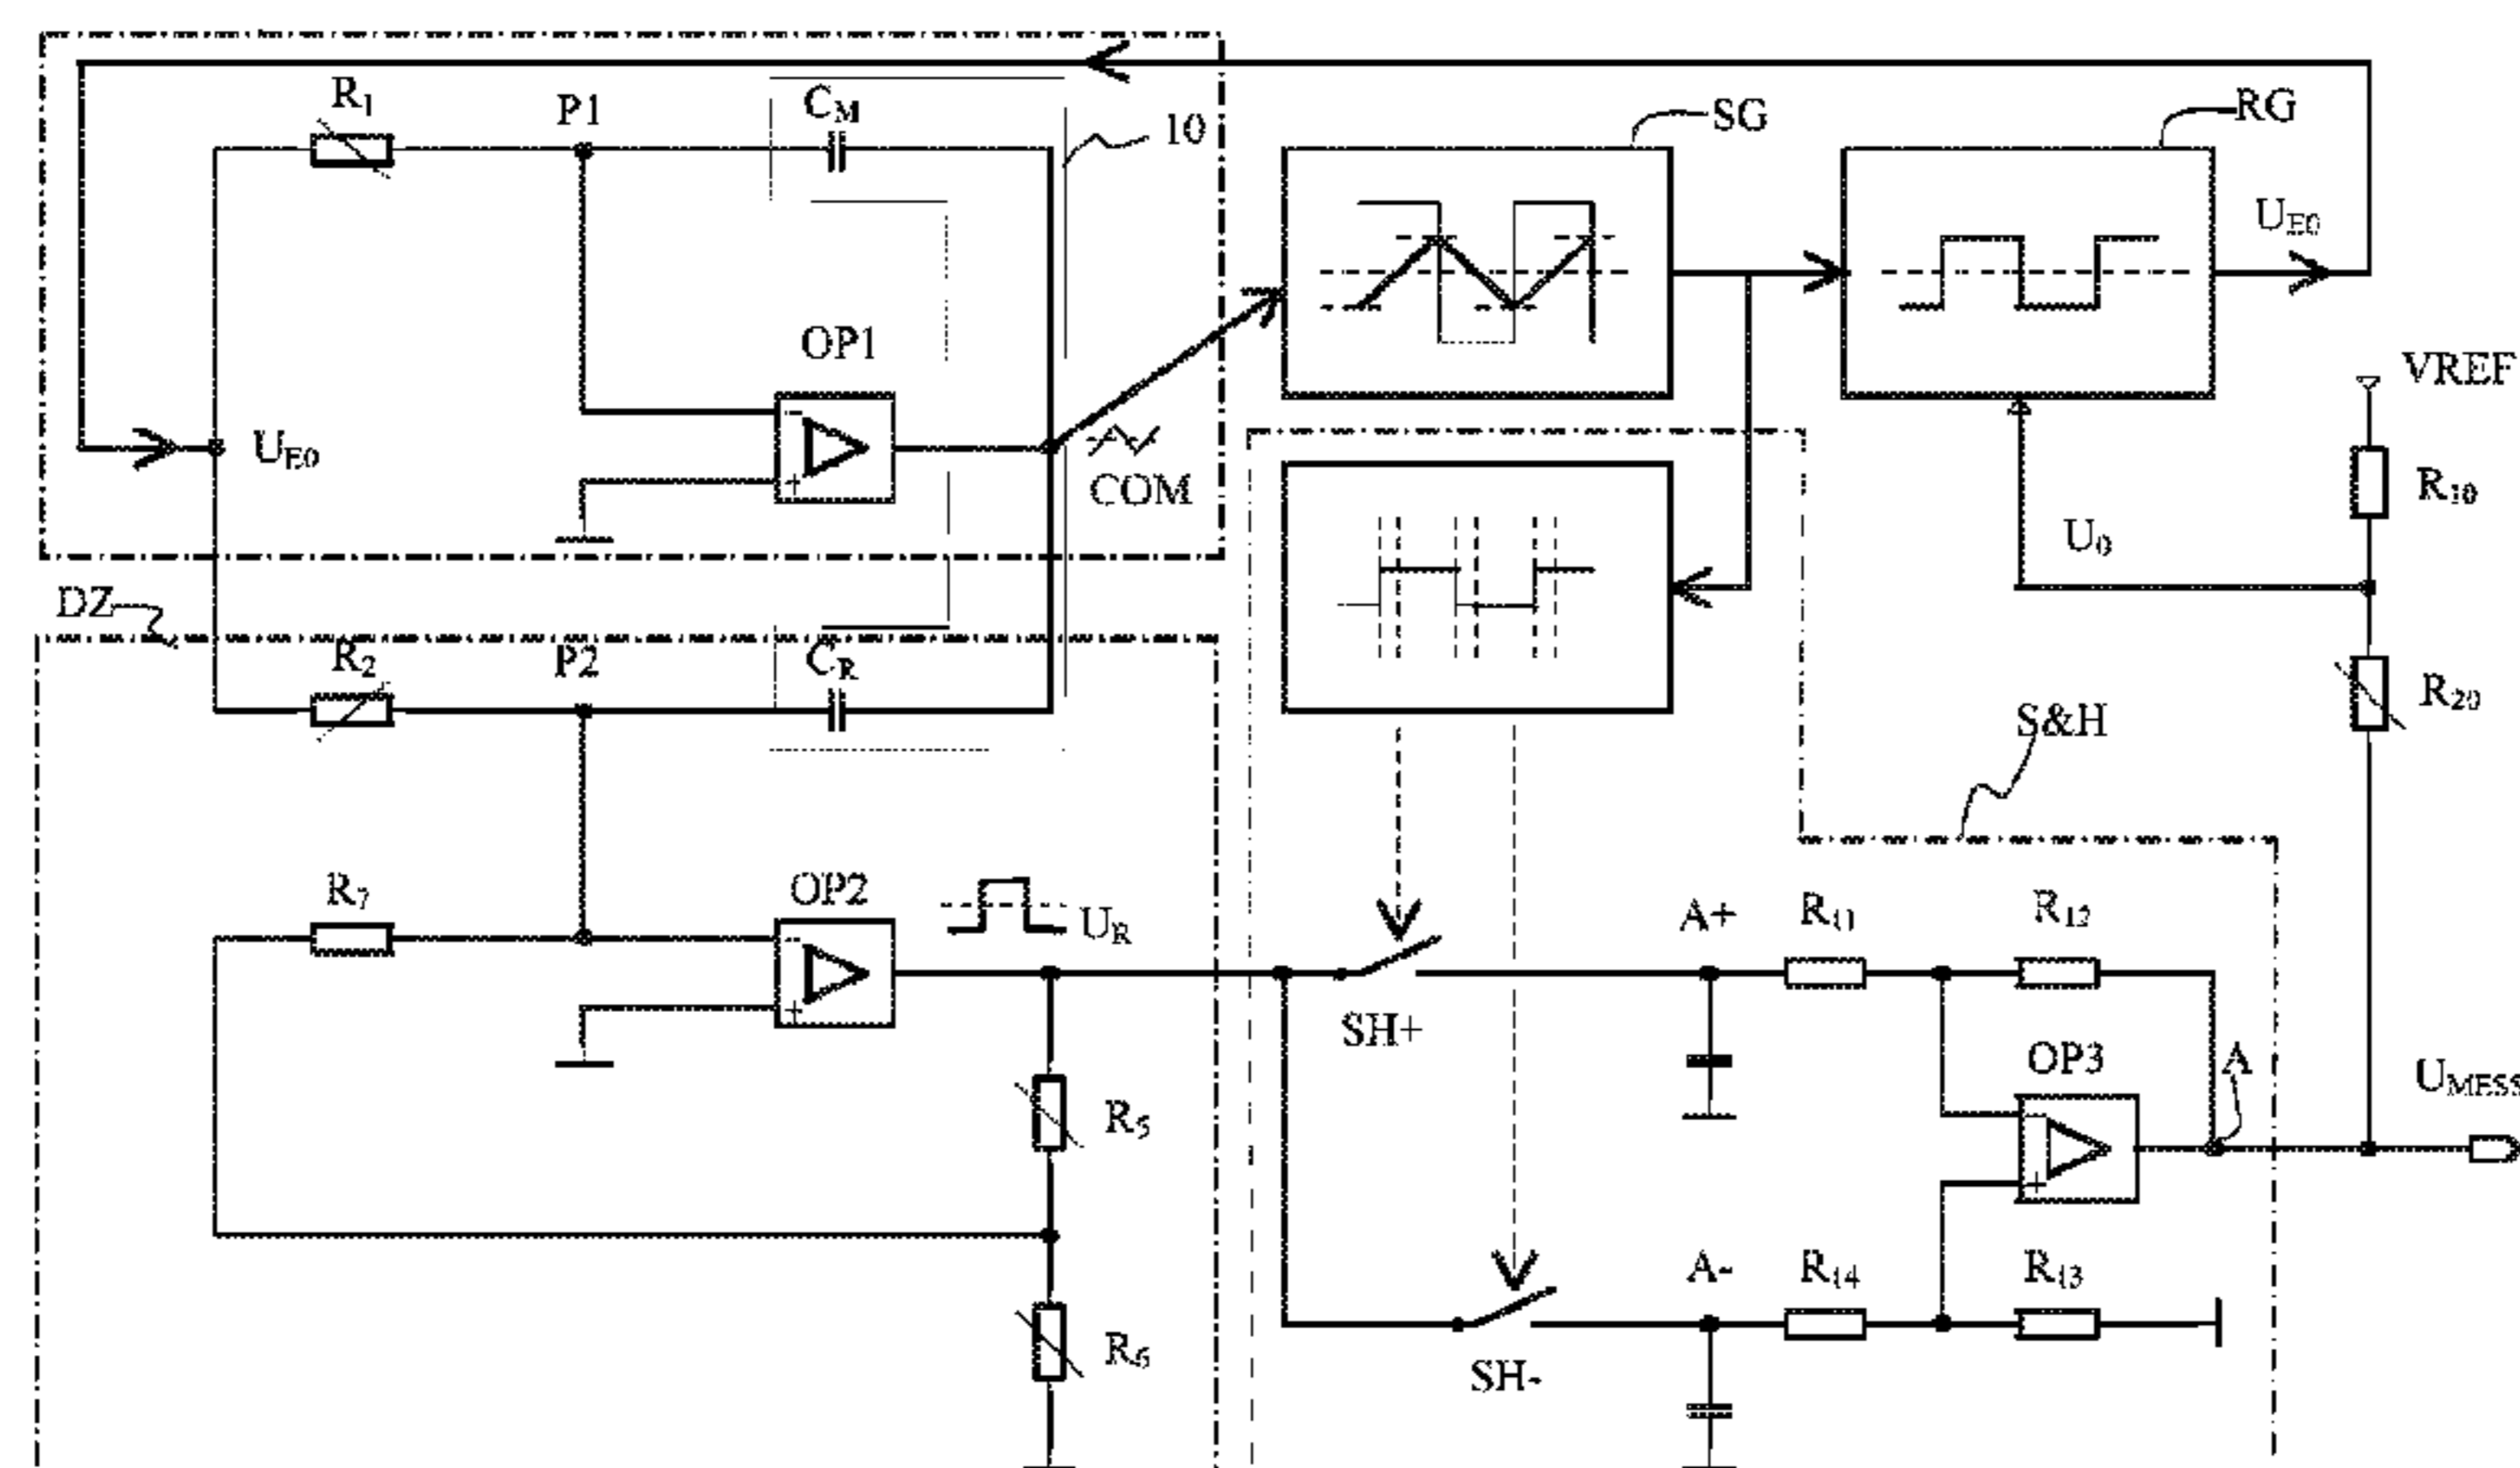 R1
P1
CM
10
SG
RG
UE0
OP1
UE0
COM
VREF
R10
U0
DZ
R2
P2
CR
R20
S&H
R7
OP2
UR
A+
R11
R12
SH+
OP3
A
UMESS
R5
A-
R14
R13
R6
SH-